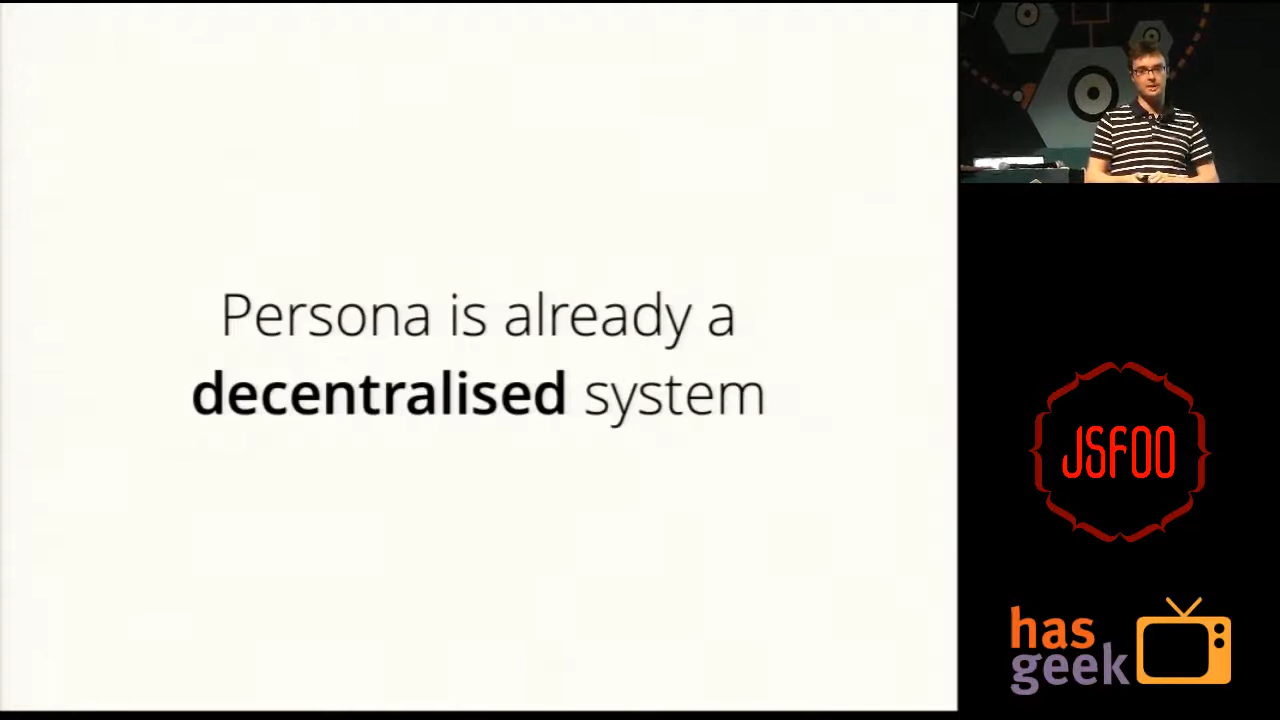 Persona is already a
decentralised system
JSFOO
has
geek